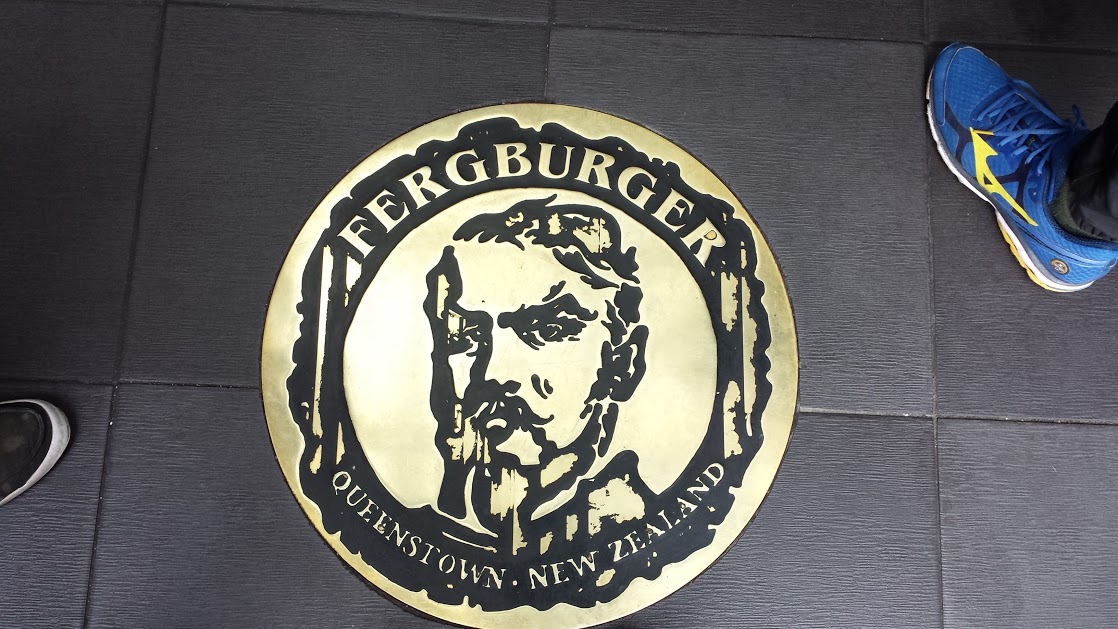 FERGBURGER
QUEENSTOWN · NEW ZEALAND